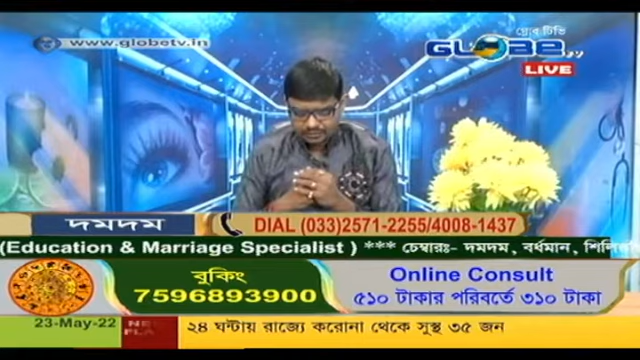 www.globetv.in
গ্লোব টিভি
GLOBE TV
LIVE
দমদম
DIAL (033)2571-2255/4008-1437
(Education & Marriage Specialist ) *** চেম্বারঃ- দমদম, বর্ধমান,
বুকিং
7596893900
Online Consult
৫১০ টাকার পরিবর্তে ৩১০ টাকা
23-May-22
২৪ ঘন্টায় রাজ্যে করোনা থেকে সুস্থ ৩৫ জন